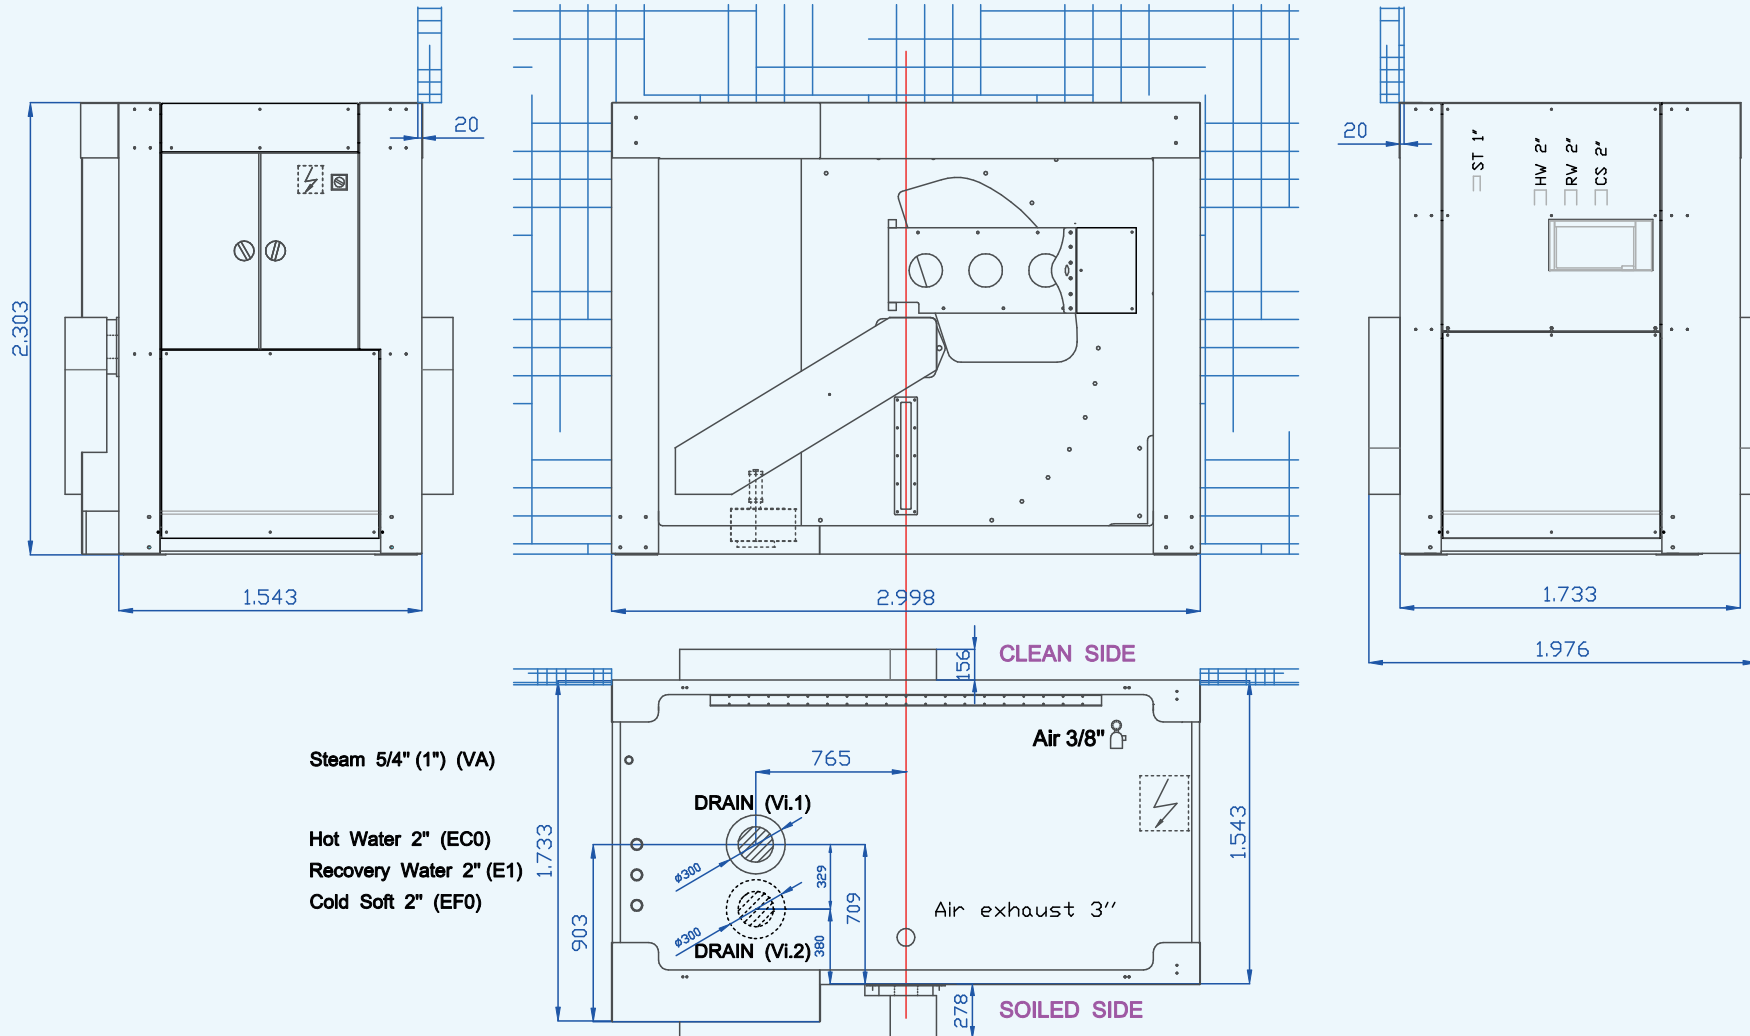 20
2.303
1.543
2.998
20
ST 1"
HW 2"
RW 2"
CS 2"
1.733
1.976
156
CLEAN SIDE
Air 3/8"
Steam 5/4" (1") (VA)
765
DRAIN (Vi.1)
Hot Water 2" (EC0)
Recovery Water 2" (E1)
Cold Soft 2" (EF0)
1.733
903
ø300
329
709
ø300
380
DRAIN (Vi.2)
Air exhaust 3''
1.543
278
SOILED SIDE